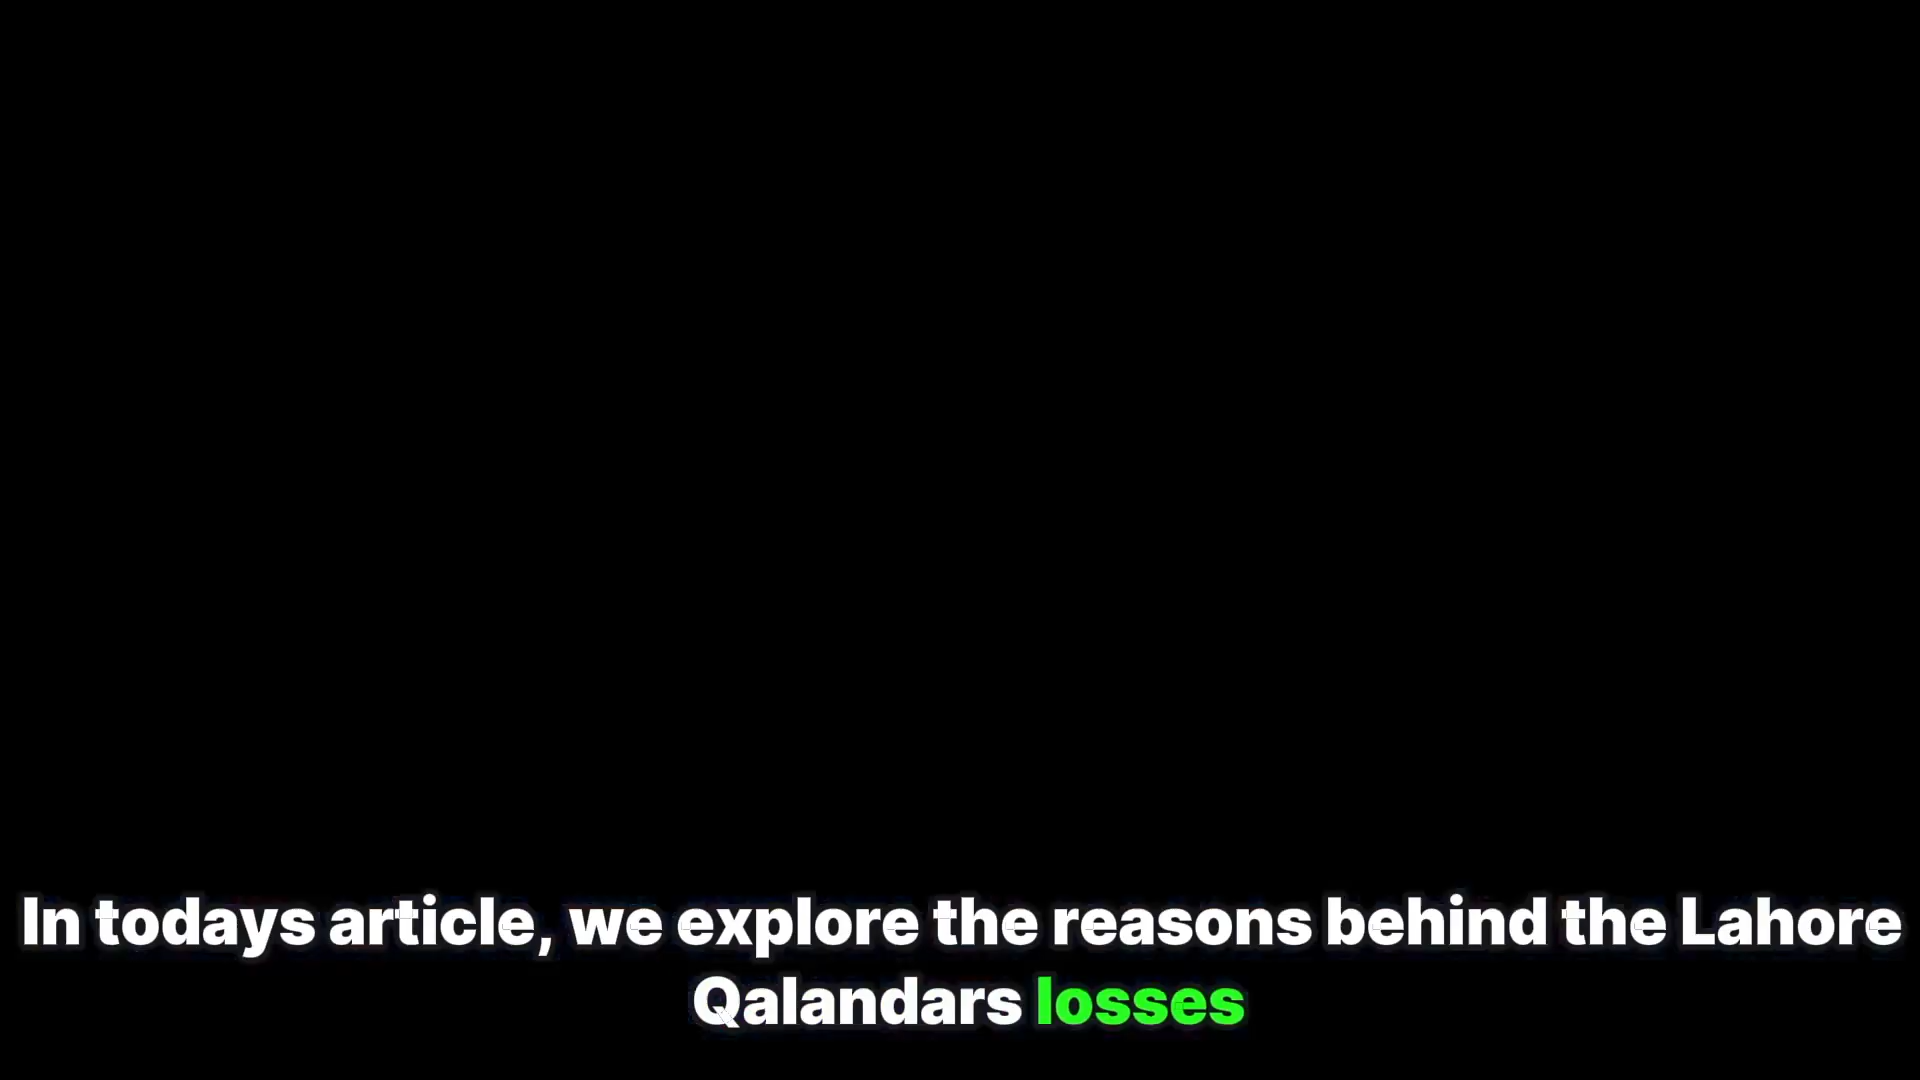 In todays article, we explore the reasons behind the Lahore
Qalandars losses